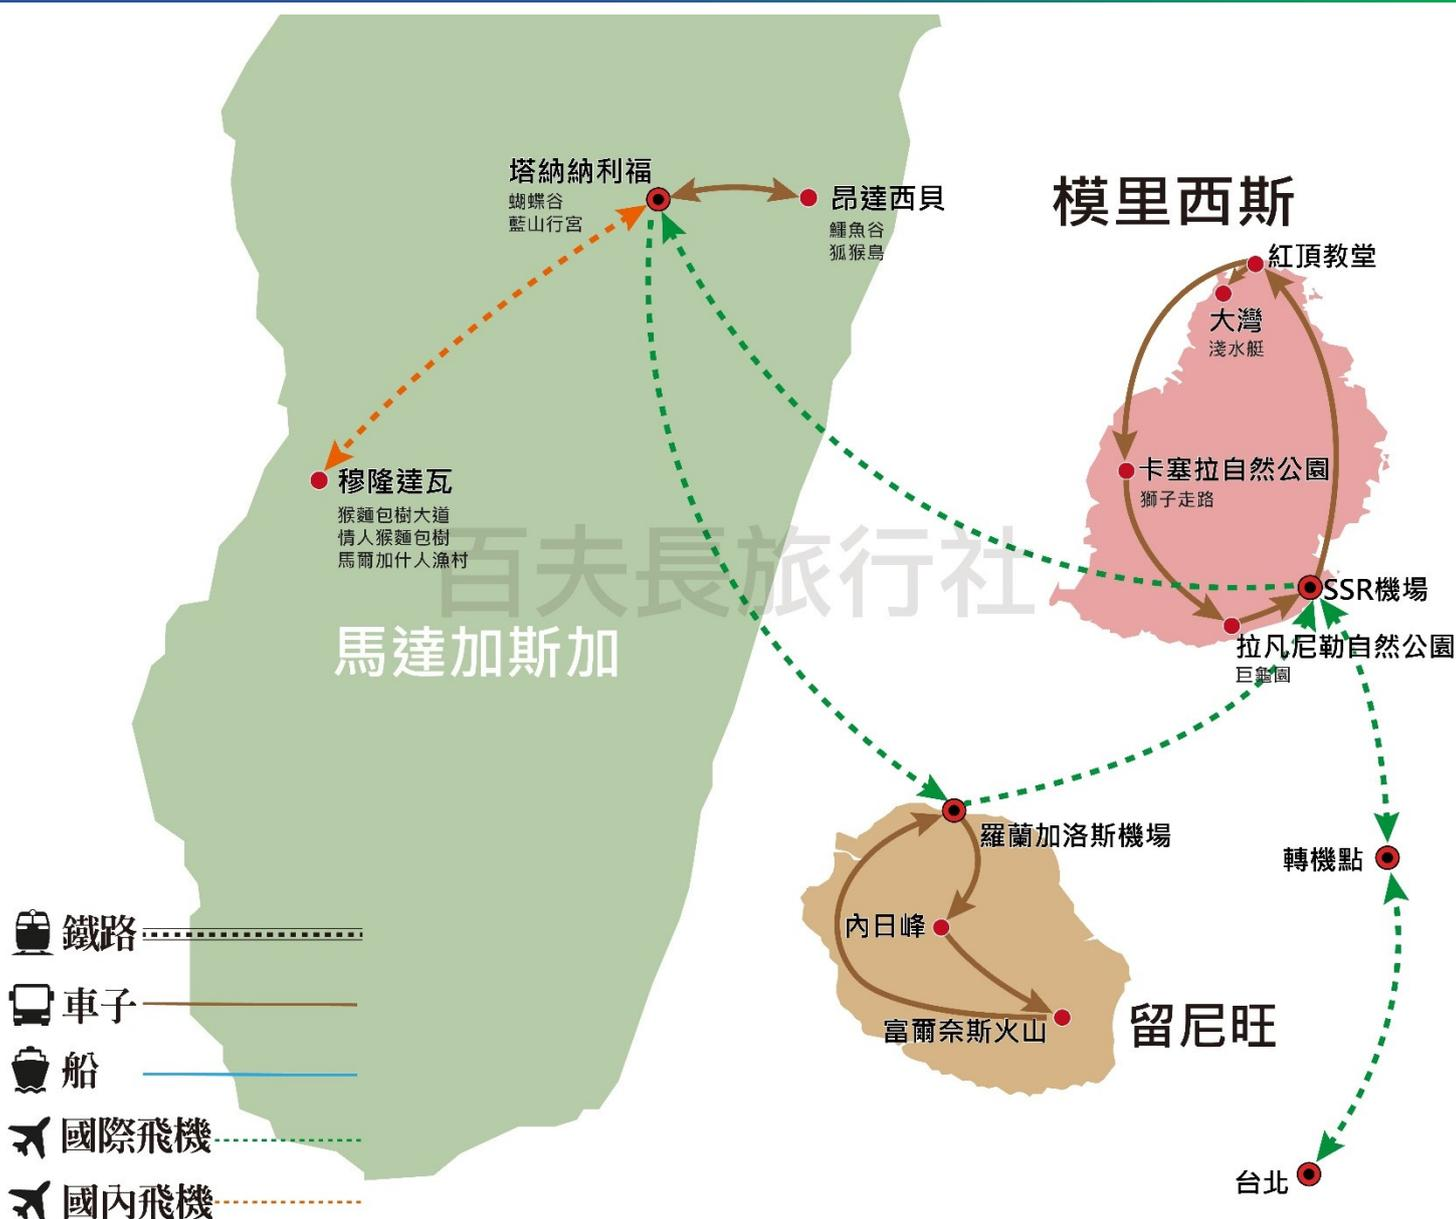 塔納納利福
蝴蝶谷
藍山行宮
昂達西貝
鱷魚谷
狐猴島
模里西斯
紅頂教堂
大灣
淺水艇
卡塞拉自然公園
獅子走路
SSR機場
拉凡尼勒自然公園
巨龜園
穆隆達瓦
猴麵包樹大道
情人猴麵包樹
馬爾加什人漁村
百夫長旅行社
馬達加斯加
羅蘭加洛斯機場
內日峰
富爾奈斯火山
留尼旺
轉機點
台北
鐵路
車子
船
國際飛機
國內飛機